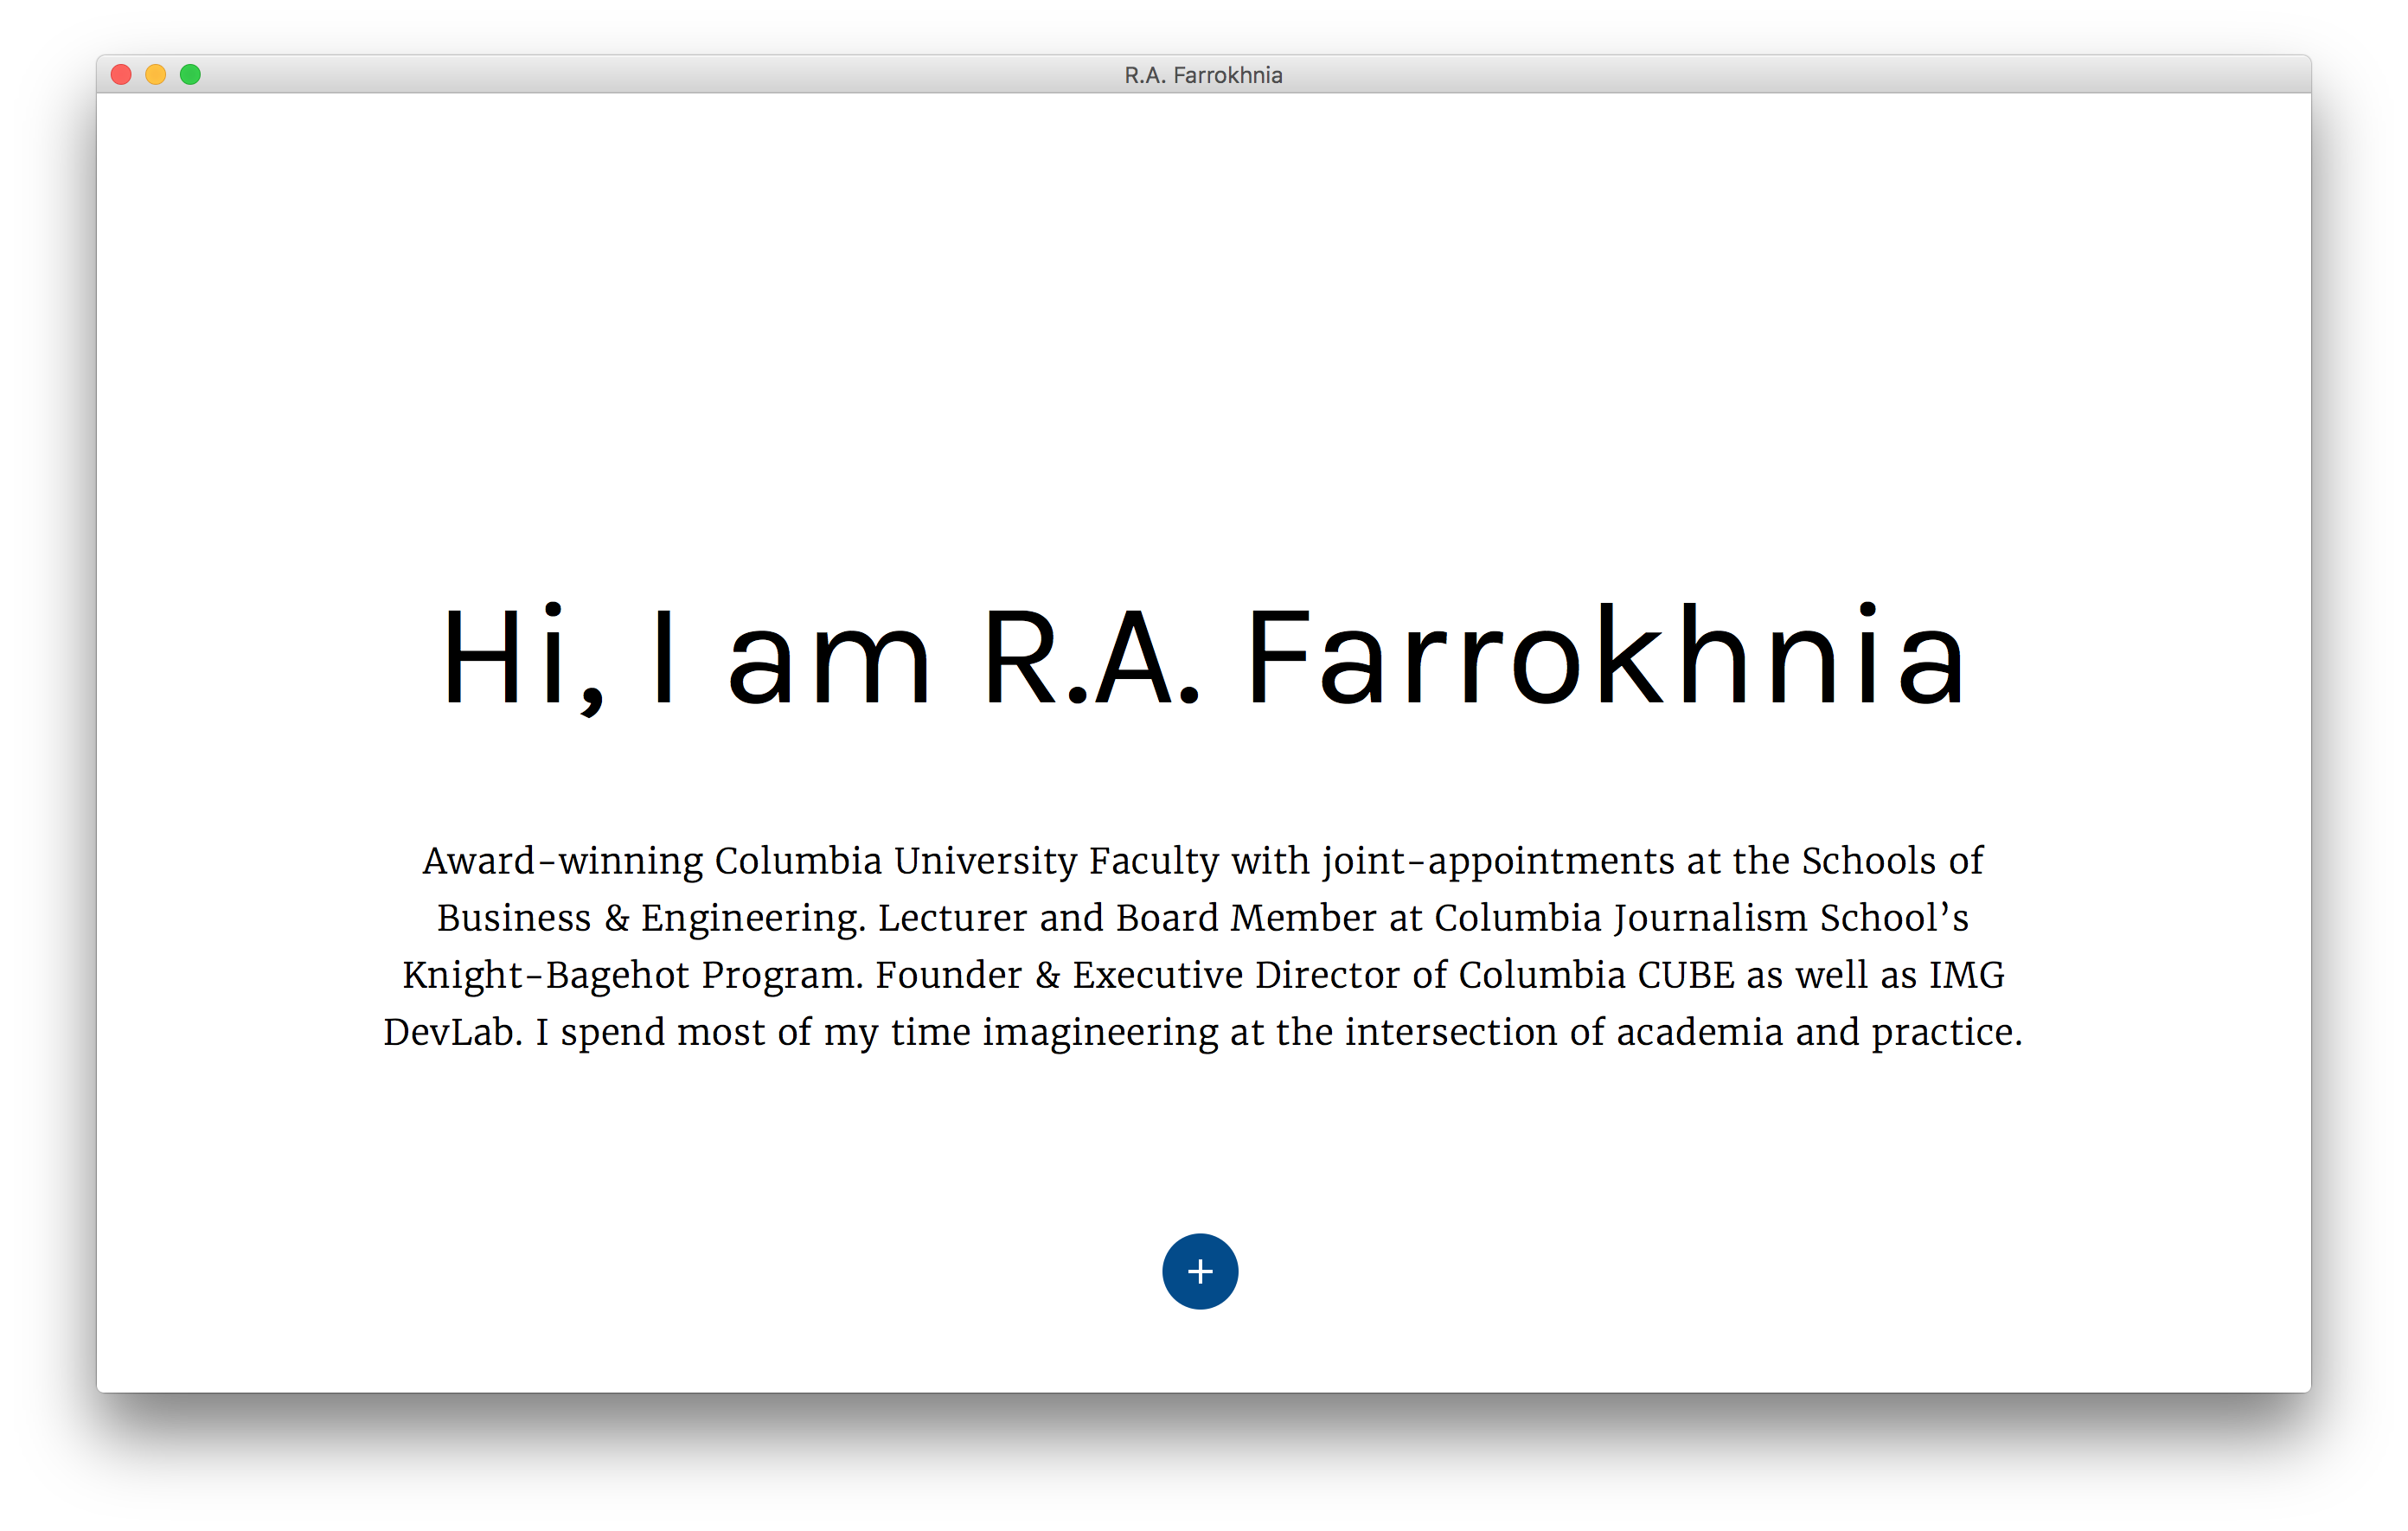 R.A. Farrokhnia
Hi, I am R.A. Farrokhnia
Award-winning Columbia University Faculty with joint-appointments at the Schools of
Business & Engineering. Lecturer and Board Member at Columbia Journalism School’s
Knight-Bagehot Program. Founder & Executive Director of Columbia CUBE as well as IMG
DevLab. I spend most of my time imagineering at the intersection of academia and practice.
+